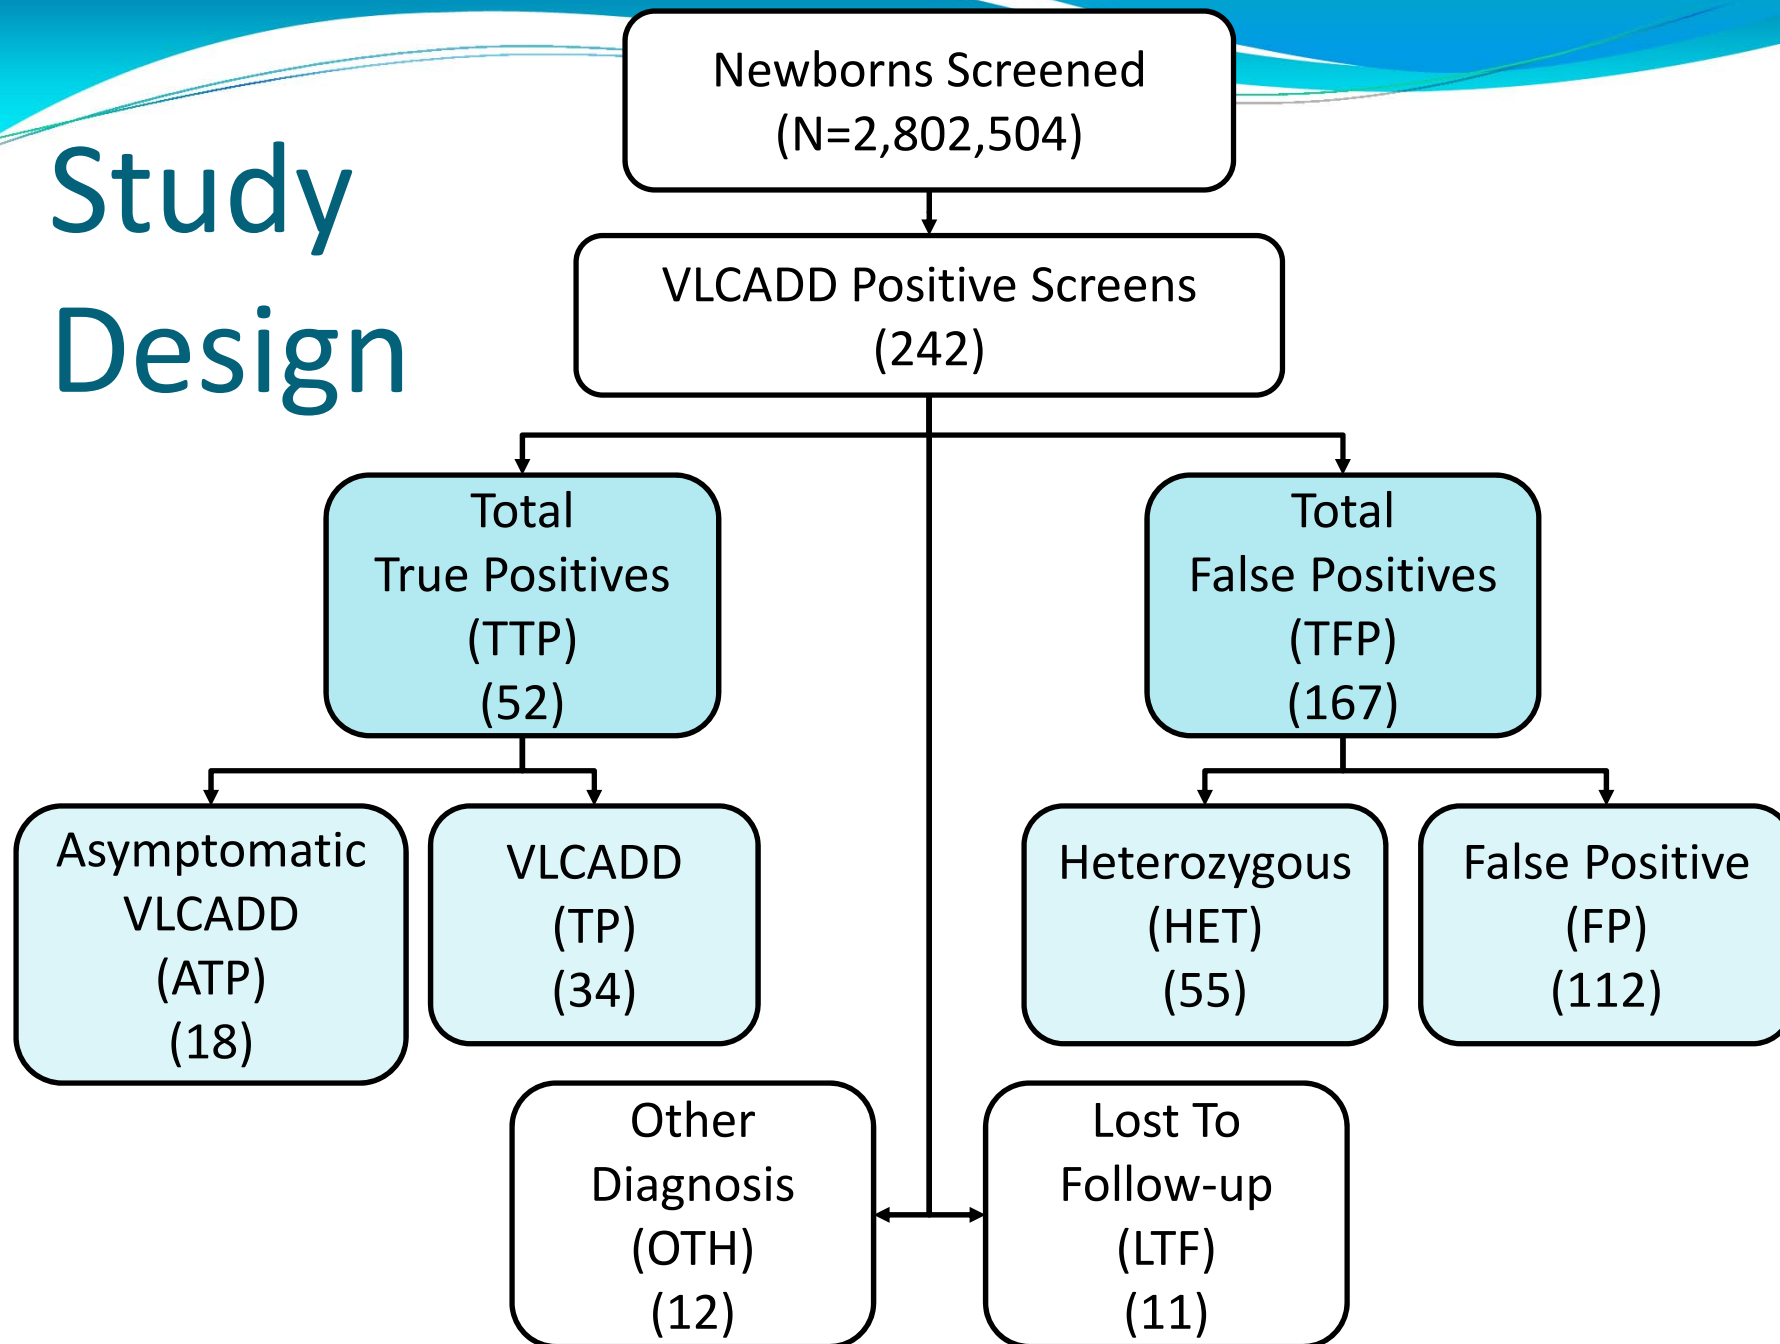 Study
Design
Newborns Screened
(N=2,802,504)
VLCADD Positive Screens
(242)
Total
True Positives
(TTP)
(52)
Total
False Positives
(TFP)
(167)
Asymptomatic
VLCADD
(ATP)
(18)
VLCADD
(TP)
(34)
Heterozygous
(HET)
(55)
False Positive
(FP)
(112)
Other
Diagnosis
(OTH)
(12)
Lost To
Follow-up
(LTF)
(11)